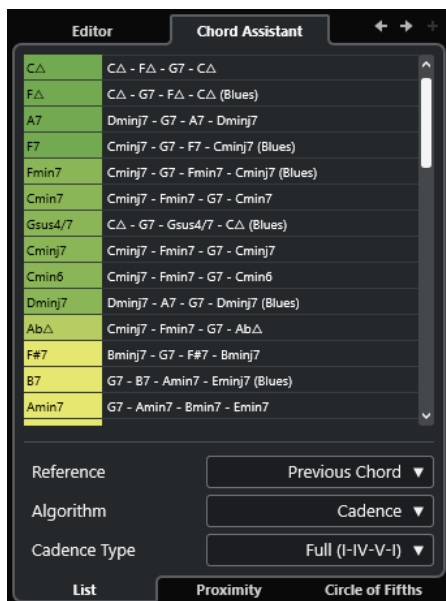 Editor Chord Assistant
C△ C△ - F△ - G7 - C△
F△ C△ - G7 - F△ - C△ (Blues)
A7 Dminj7 - G7 - A7 - Dminj7
F7 Cminj7 - G7 - F7 - Cminj7 (Blues)
Fmin7 Cminj7 - G7 - Fmin7 - Cminj7 (Blues)
Cmin7 Cminj7 - Fmin7 - G7 - Cmin7
Gsus4/7 C△ - G7 - Gsus4/7 - C△ (Blues)
Cminj7 Cminj7 - Fmin7 - G7 - Cminj7
Cmin6 Cminj7 - Fmin7 - G7 - Cmin6
Dminj7 Dminj7 - A7 - G7 - Dminj7 (Blues)
Ab△ Cminj7 - Fmin7 - G7 - Ab△
F#7 Bminj7 - G7 - F#7 - Bminj7
B7 G7 - B7 - Amin7 - Eminj7 (Blues)
Amin7 G7 - Amin7 - Bmin7 - Emin7
Reference Previous Chord
Algorithm Cadence
Cadence Type Full (I-IV-V-I)
List Proximity Circle of Fifths